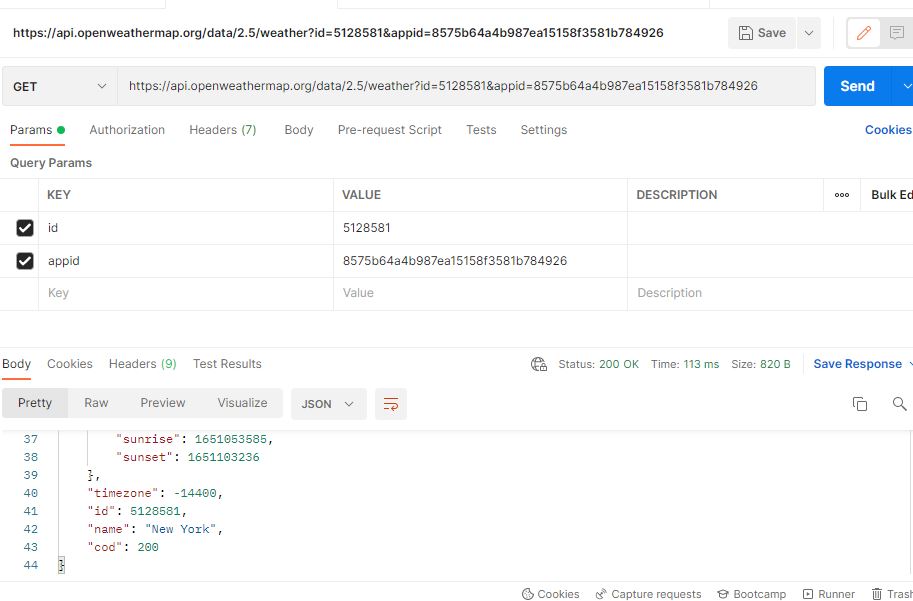 https://api.openweathermap.org/data/2.5/weather?id=5128581&appid=8575b64a4b987ea15158f3581b784926 Save
GET https://api.openweathermap.org/data/2.5/weather?id=5128581&appid=8575b64a4b987ea15158f3581b784926 Send
Params Authorization Headers (7) Body Pre-request Script Tests Settings Cookies
Query Params
KEY VALUE DESCRIPTION Bulk Ed
id 5128581
appid 8575b64a4b987ea15158f3581b784926
Key Value Description
Body Cookies Headers (9) Test Results Status: 200 OK Time: 113 ms Size: 820 B Save Response
Pretty Raw Preview Visualize JSON
37 "sunrise": 1651053585,
38 "sunset": 1651103236
39 },
40 "timezone": -14400,
41 "id": 5128581,
42 "name": "New York",
43 "cod": 200
44 }
Cookies Capture requests Bootcamp Runner Trash